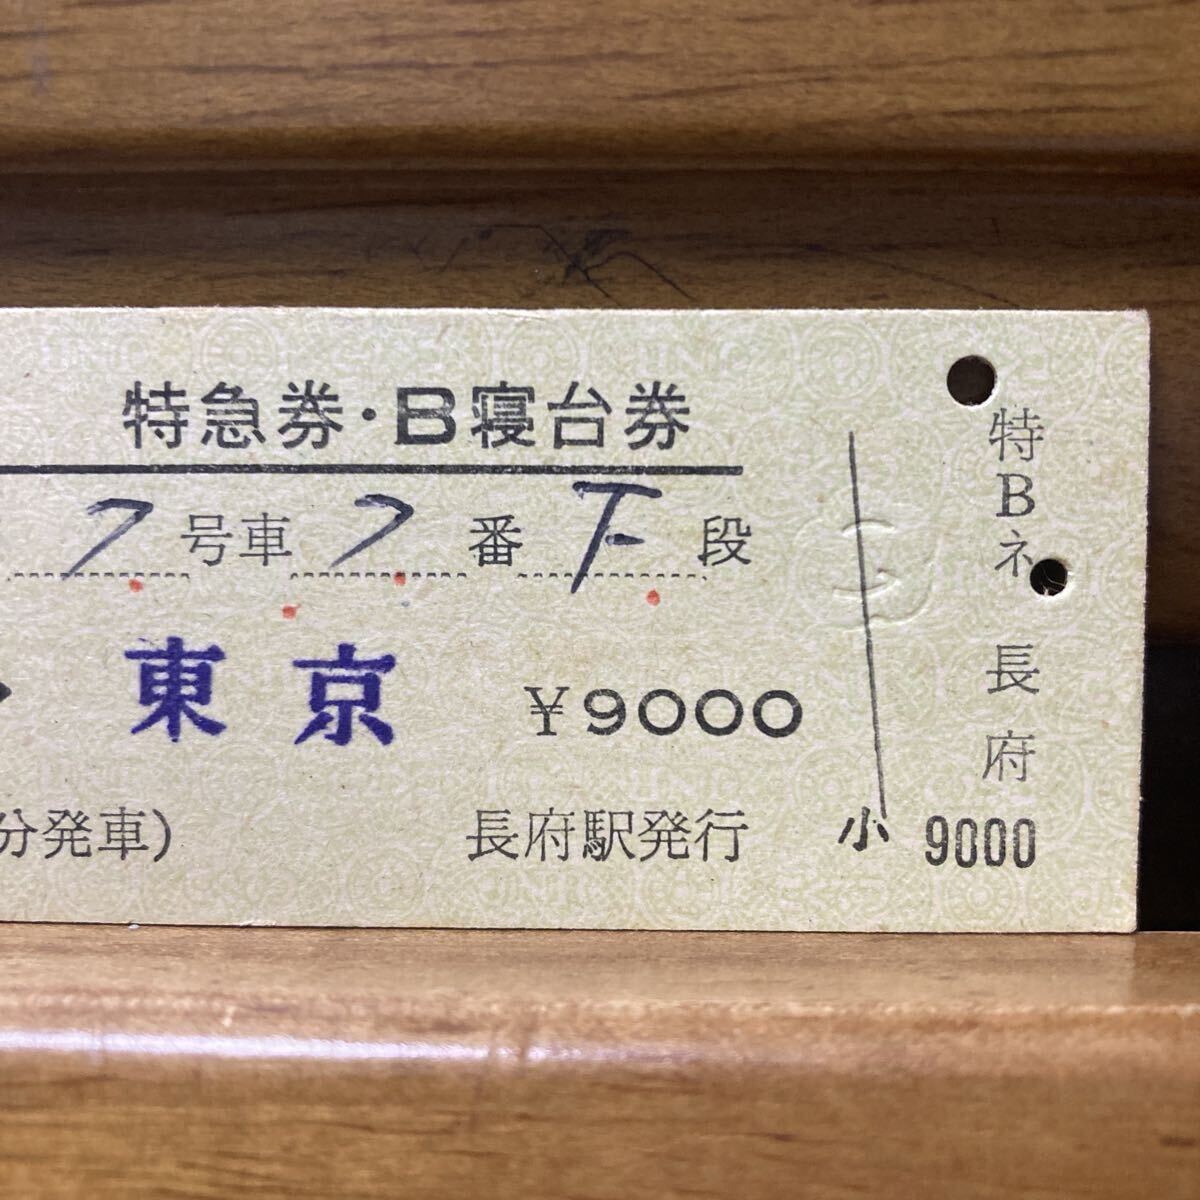 特急券・B寝台券
7号車7番下段
東京 ¥9000
分発車) 長府駅発行
小
特Bネ
長府
9000